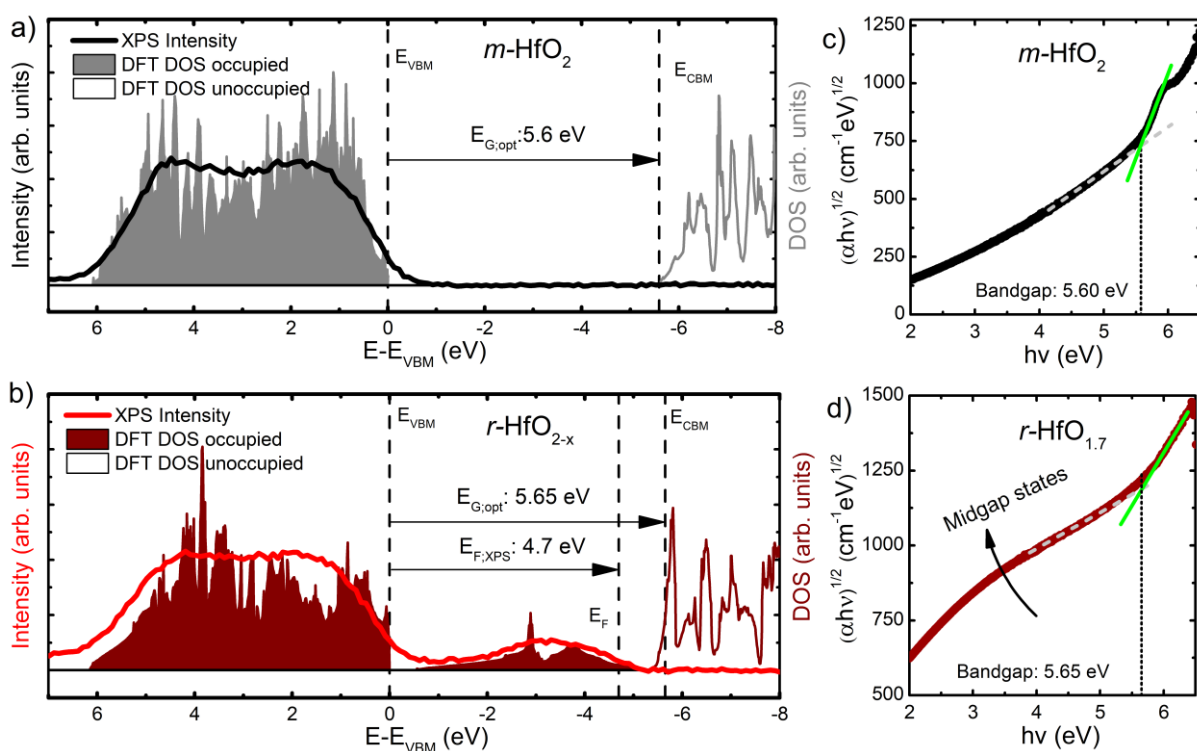 a)
XPS Intensity
DFT DOS occupied
DFT DOS unoccupied
E_VBM
m-HfO₂
E_CBM
E_G;opt:5.6 eV
Intensity (arb. units)
DOS (arb. units)
6 4 2 0 -2 -4 -6 -8
E-E_VBM (eV)
b)
XPS Intensity
DFT DOS occupied
DFT DOS unoccupied
E_VBM
r-HfO₂₋ₓ
E_CBM
E_G;opt: 5.65 eV
E_F;XPS: 4.7 eV
E_F
Intensity (arb. units)
DOS (arb. units)
6 4 2 0 -2 -4 -6 -8
E-E_VBM (eV)
c)
m-HfO₂
1250
1000
750
500
250
0
(αhν)¹/² (cm⁻¹eV)¹/²
Bandgap: 5.60 eV
2 3 4 5 6
hν (eV)
d)
r-HfO₁.₇
1500
1250
1000
750
500
(αhν)¹/² (cm⁻¹eV)¹/²
Midgap states
Bandgap: 5.65 eV
2 3 4 5 6
hν (eV)